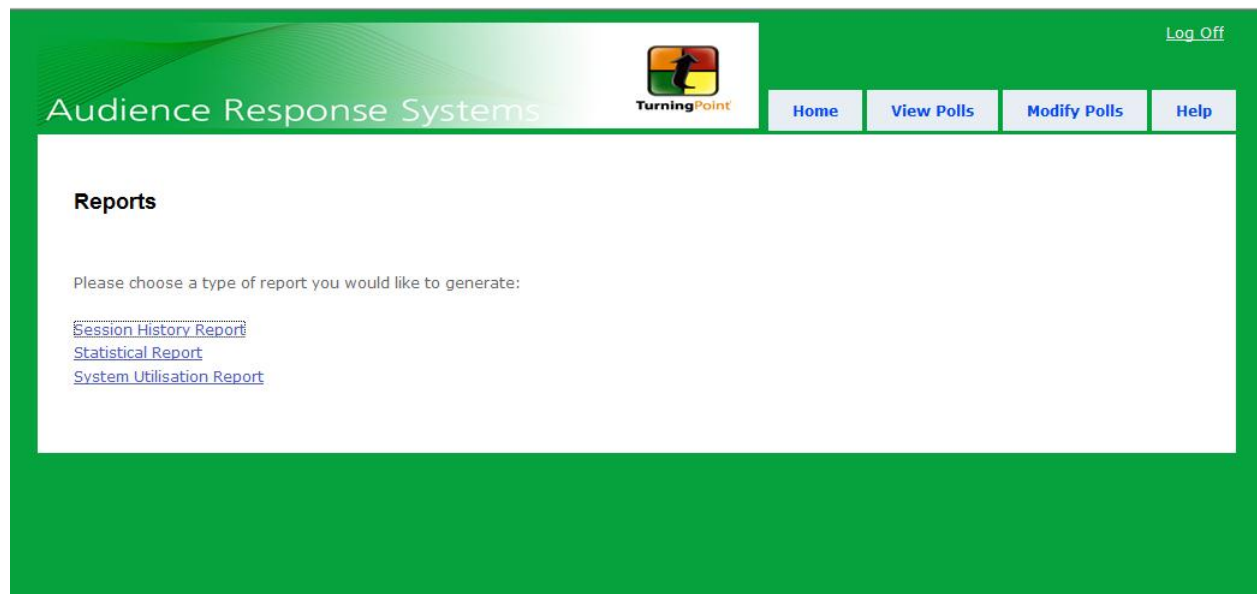 Log Off
Audience Response Systems
TurningPoint
Home View Polls Modify Polls Help
Reports
Please choose a type of report you would like to generate:
Session History Report
Statistical Report
System Utilisation Report